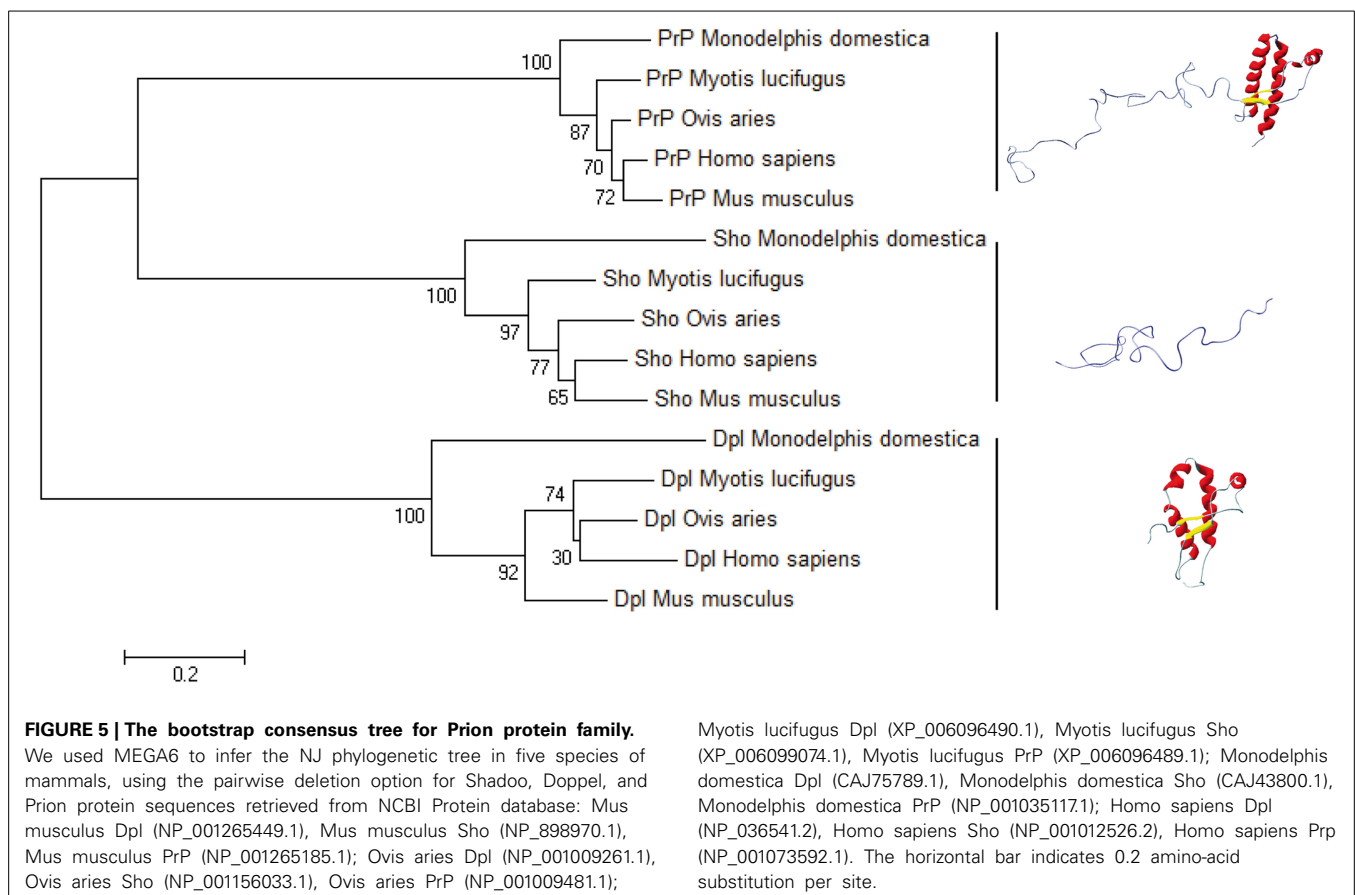 PrP Monodelphis domestica
100
PrP Myotis lucifugus
PrP Ovis aries
87
PrP Homo sapiens
70
PrP Mus musculus
72
Sho Monodelphis domestica
Sho Myotis lucifugus
100
Sho Ovis aries
97
Sho Homo sapiens
77
Sho Mus musculus
65
Dpl Monodelphis domestica
Dpl Myotis lucifugus
74
Dpl Ovis aries
100
Dpl Homo sapiens
30
92
Dpl Mus musculus
0.2
FIGURE 5 | The bootstrap consensus tree for Prion protein family.
We used MEGA6 to infer the NJ phylogenetic tree in five species of
mammals, using the pairwise deletion option for Shadoo, Doppel, and
Prion protein sequences retrieved from NCBI Protein database: Mus
musculus Dpl (NP_001265449.1), Mus musculus Sho (NP_898970.1),
Mus musculus PrP (NP_001265185.1); Ovis aries Dpl (NP_001009261.1),
Ovis aries Sho (NP_001156033.1), Ovis aries PrP (NP_001009481.1);
Myotis lucifugus Dpl (XP_006096490.1), Myotis lucifugus Sho
(XP_006099074.1), Myotis lucifugus PrP (XP_006096489.1); Monodelphis
domestica Dpl (CAJ75789.1), Monodelphis domestica Sho (CAJ43800.1),
Monodelphis domestica PrP (NP_001035117.1); Homo sapiens Dpl
(NP_036541.2), Homo sapiens Sho (NP_001012526.2), Homo sapiens Prp
(NP_001073592.1). The horizontal bar indicates 0.2 amino-acid
substitution per site.